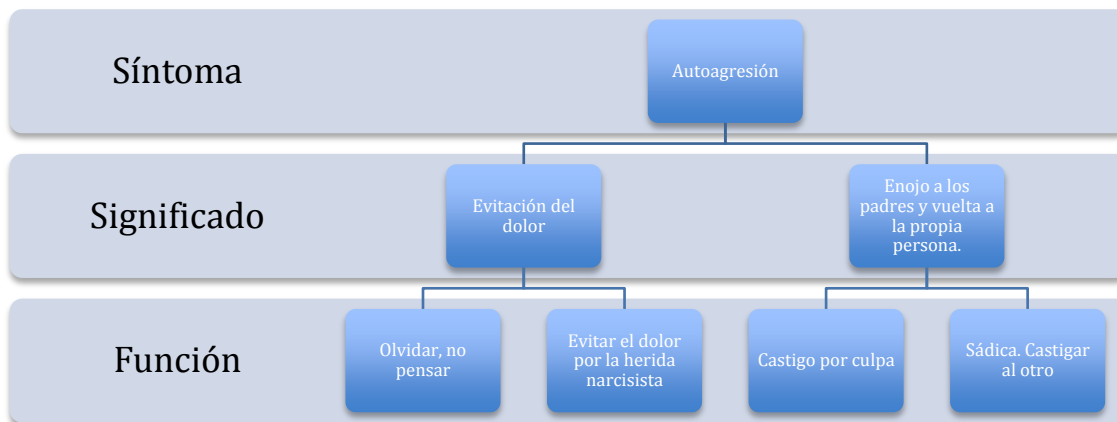 Síntoma
Autoagresión
Significado
Evitación del
dolor
Enojo a los
padres y vuelta a
la propia
persona.
Función
Olvidar, no
pensar
Evitar el dolor
por la herida
narcisista
Castigo por culpa
Sádica. Castigar
al otro